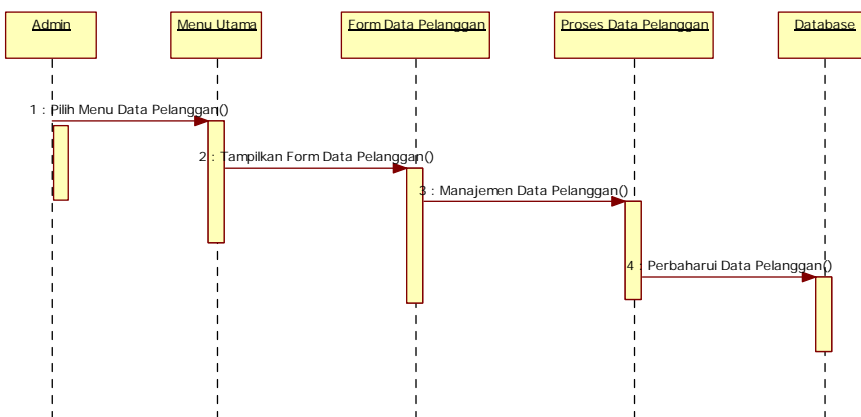 Admin
Menu Utama
Form Data Pelanggan
Proses Data Pelanggan
Database
1 : Pilih Menu Data Pelanggan()
2 : Tampilkan Form Data Pelanggan()
3 : Manajemen Data Pelanggan()
4 : Perbaharui Data Pelanggan()